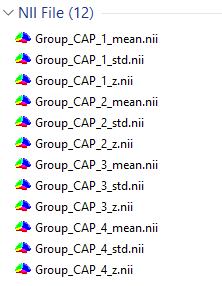 NII File (12)
Group_CAP_1_mean.nii
Group_CAP_1_std.nii
Group_CAP_1_z.nii
Group_CAP_2_mean.nii
Group_CAP_2_std.nii
Group_CAP_2_z.nii
Group_CAP_3_mean.nii
Group_CAP_3_std.nii
Group_CAP_3_z.nii
Group_CAP_4_mean.nii
Group_CAP_4_std.nii
Group_CAP_4_z.nii